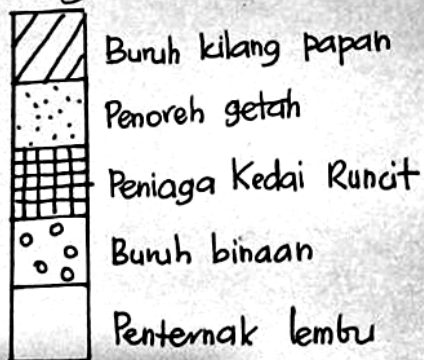 Buruh kilang papan
Penoreh getah
Peniaga Kedai Runcit
Buruh binaan
Penternak lembu